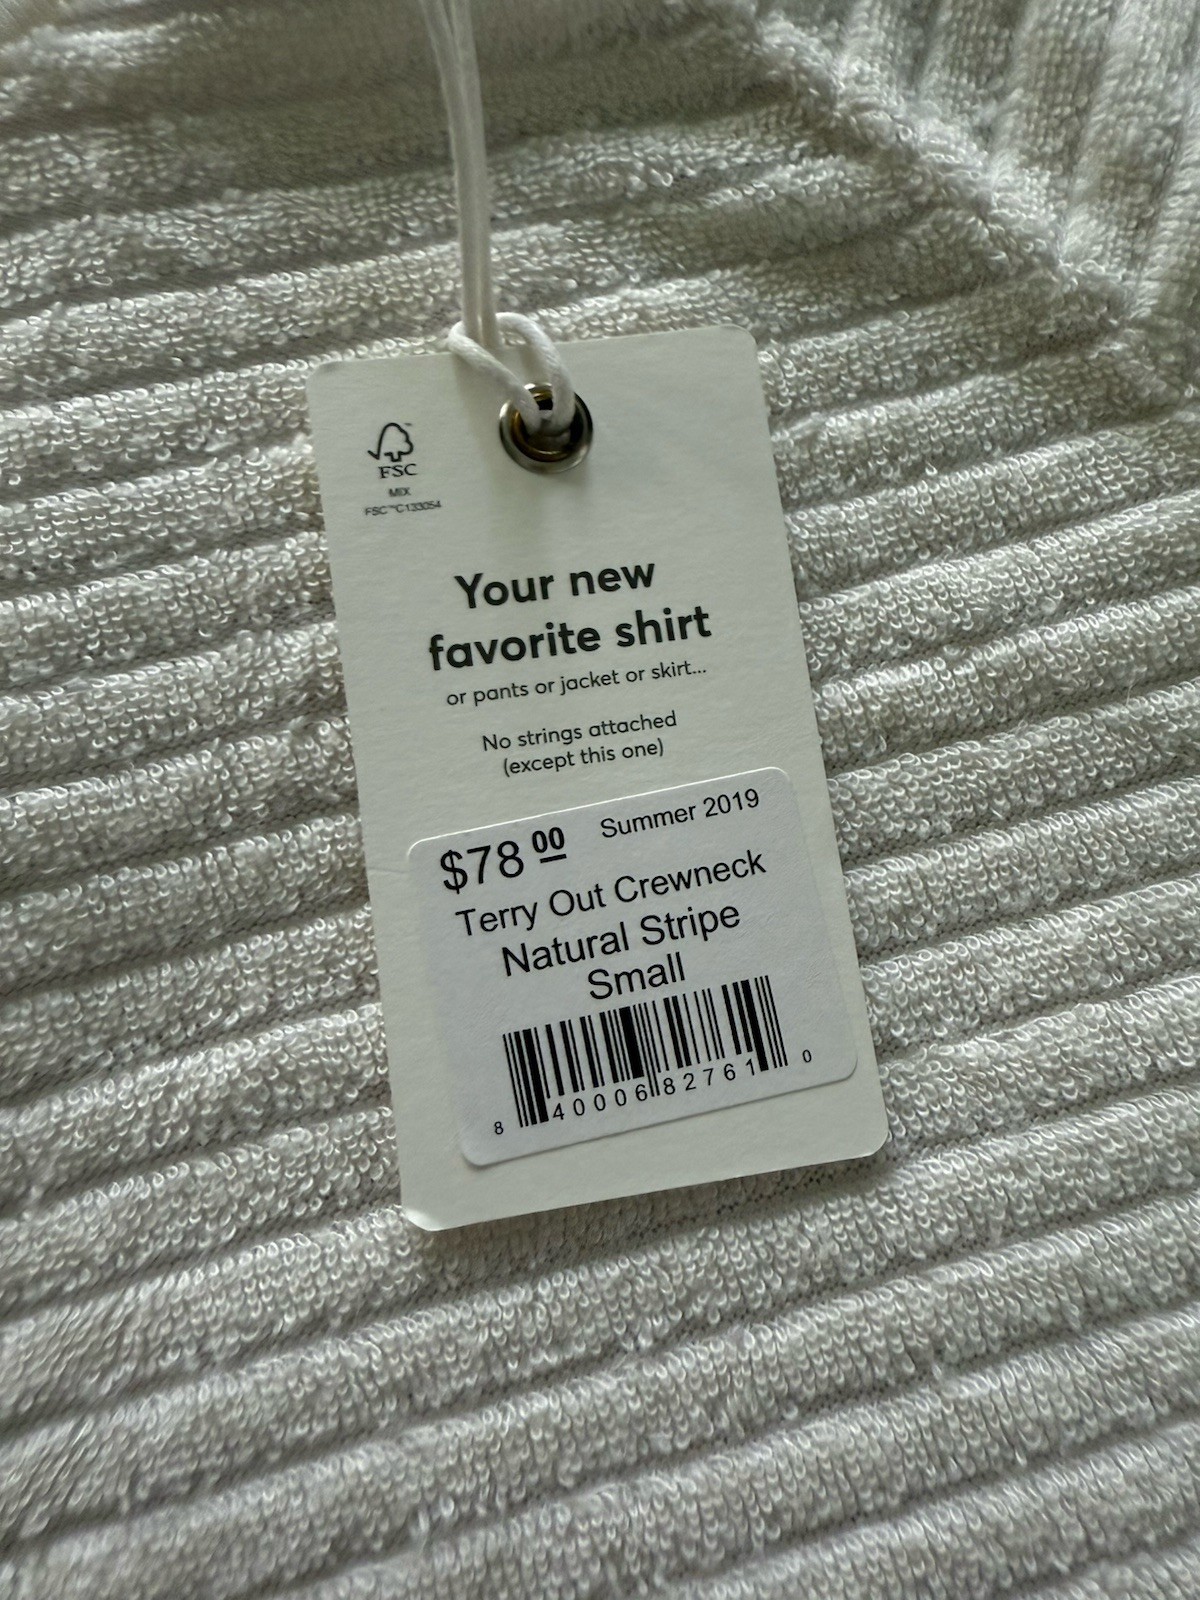 FSC
MIX
FSC™C133054
Your new
favorite shirt
or pants or jacket or skirt...
No strings attached
(except this one)
$78 00 Summer 2019
Terry Out Crewneck
Natural Stripe
Small
8 40006 82761 0